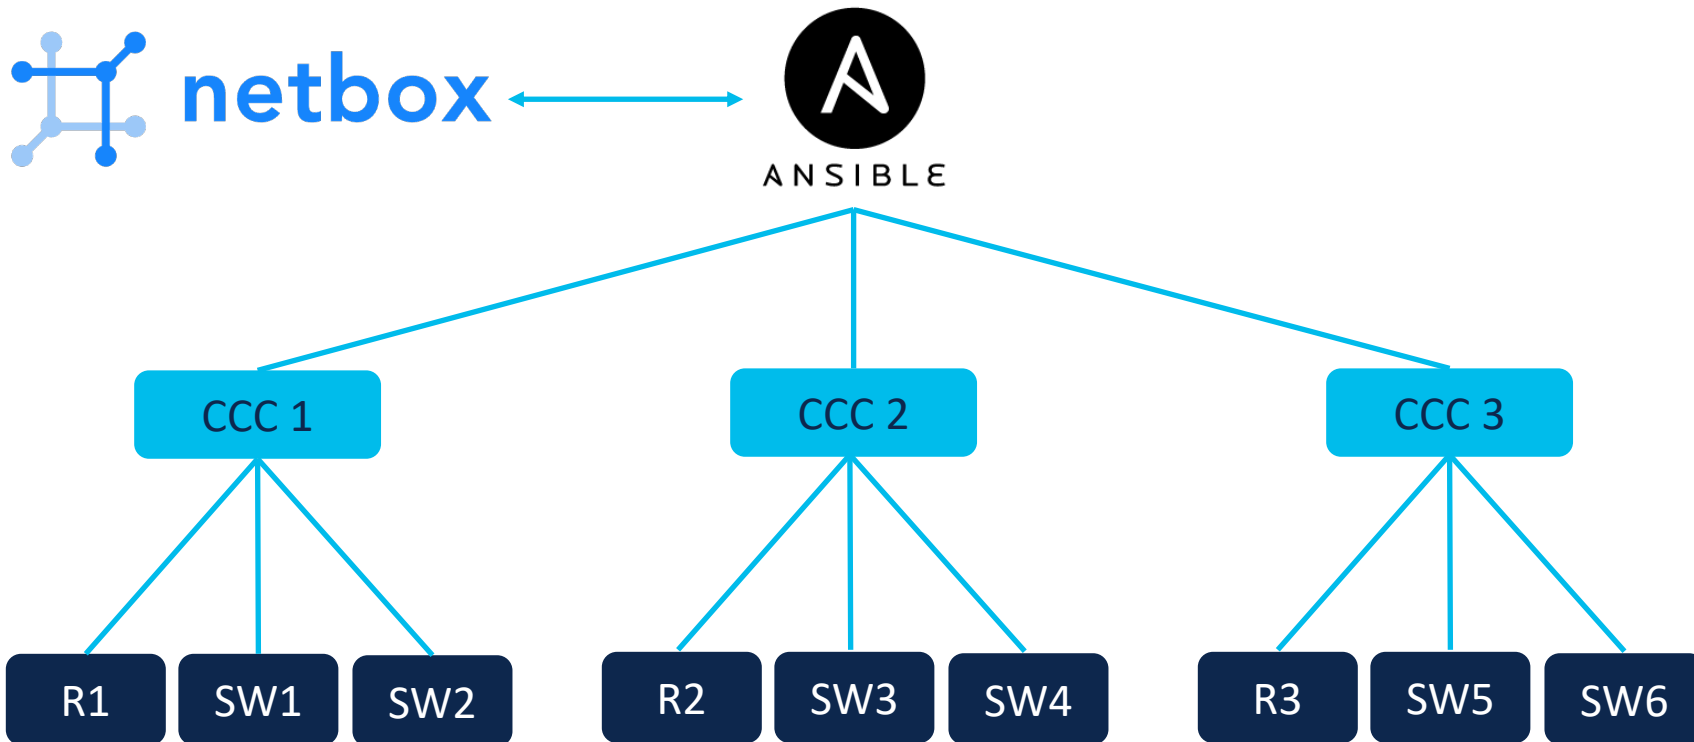 netbox
ANSIBLE
CCC 1
CCC 2
CCC 3
R1
SW1
SW2
R2
SW3
SW4
R3
SW5
SW6